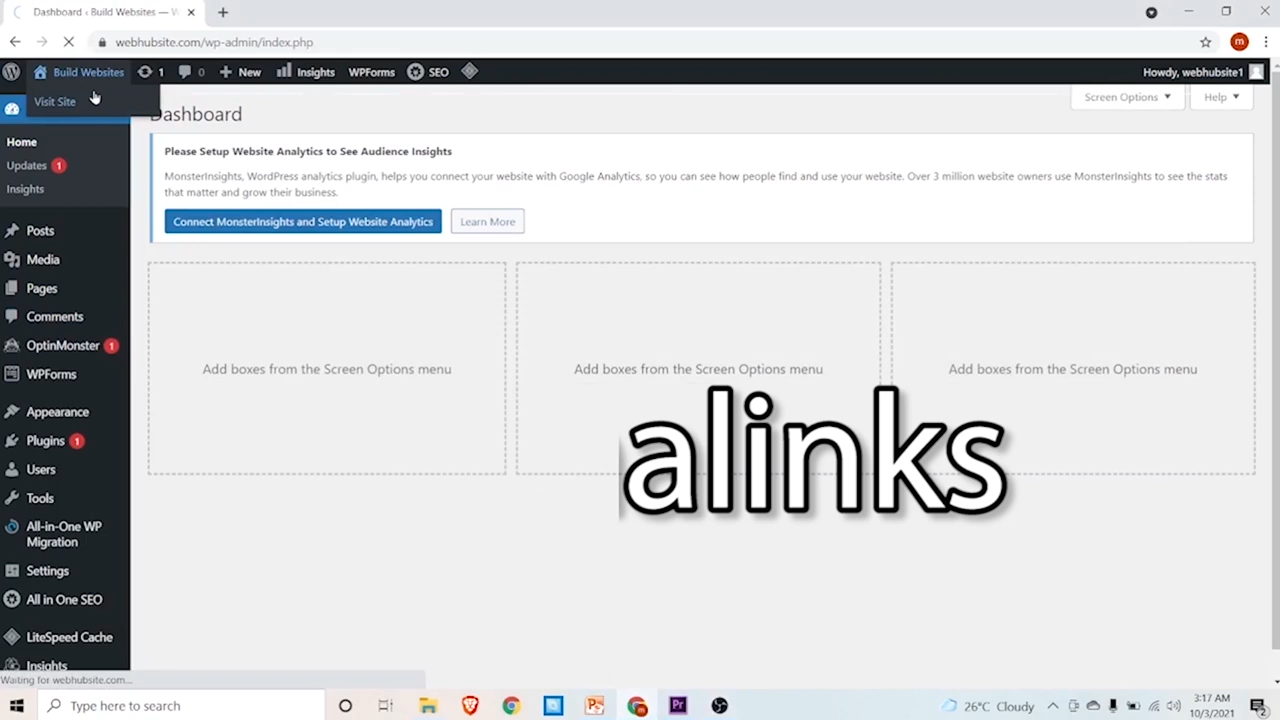 Dashboard ‹ Build Websites — W
webhubsite.com/wp-admin/index.php
m
Build Websites
1
0
New
Insights
WPForms
SEO
Howdy, webhubsite1
Visit Site
Dashboard
Screen Options
Help
Home
Updates 1
Insights
Posts
Media
Pages
Comments
OptinMonster 1
WPForms
Appearance
Plugins 1
Users
Tools
All-in-One WP
Migration
Settings
All in One SEO
LiteSpeed Cache
Insights
Please Setup Website Analytics to See Audience Insights
MonsterInsights, WordPress analytics plugin, helps you connect your website with Google Analytics, so you can see how people find and use your website. Over 3 million website owners use MonsterInsights to see the stats
that matter and grow their business.
Connect MonsterInsights and Setup Website Analytics
Learn More
Add boxes from the Screen Options menu
Add boxes from the Screen Options menu
Add boxes from the Screen Options menu
alinks
Waiting for webhubsite.com...
Type here to search
Pr
26°C Cloudy
3:17 AM
10/3/2021
2